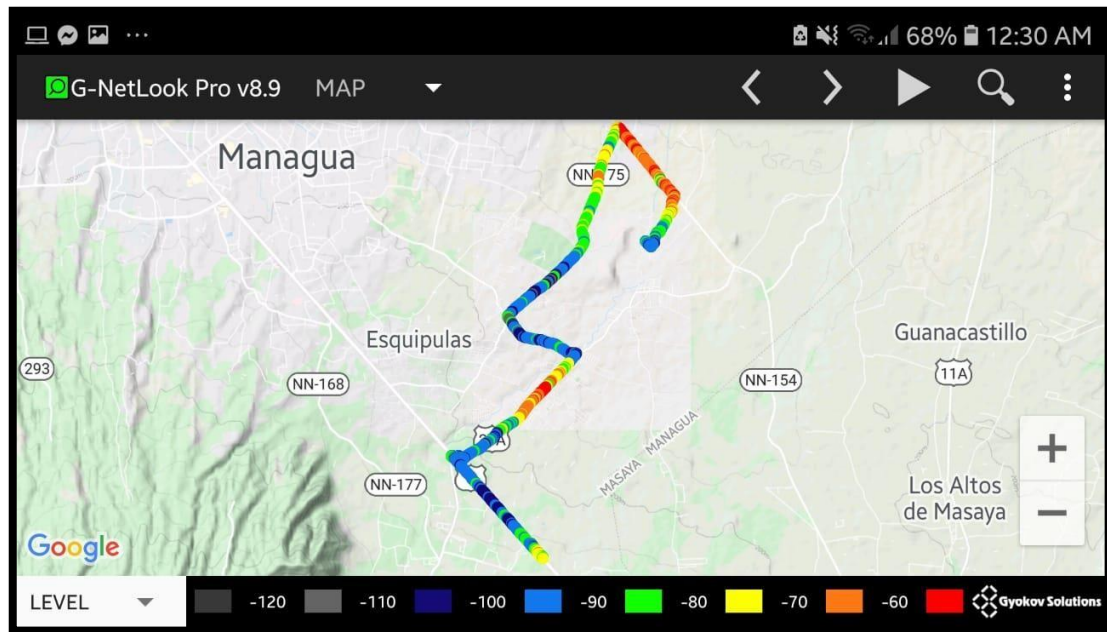 68% 12:30 AM
G-NetLook Pro v8.9 MAP
Managua
NN 75
Esquipulas
Guanacastillo
293
NN-168
NN-154
11A
A
MASAYA
MANAGUA
NN-177
Los Altos
de Masaya
+
−
Google
LEVEL -120 -110 -100 -90 -80 -70 -60 Gyokov Solutions